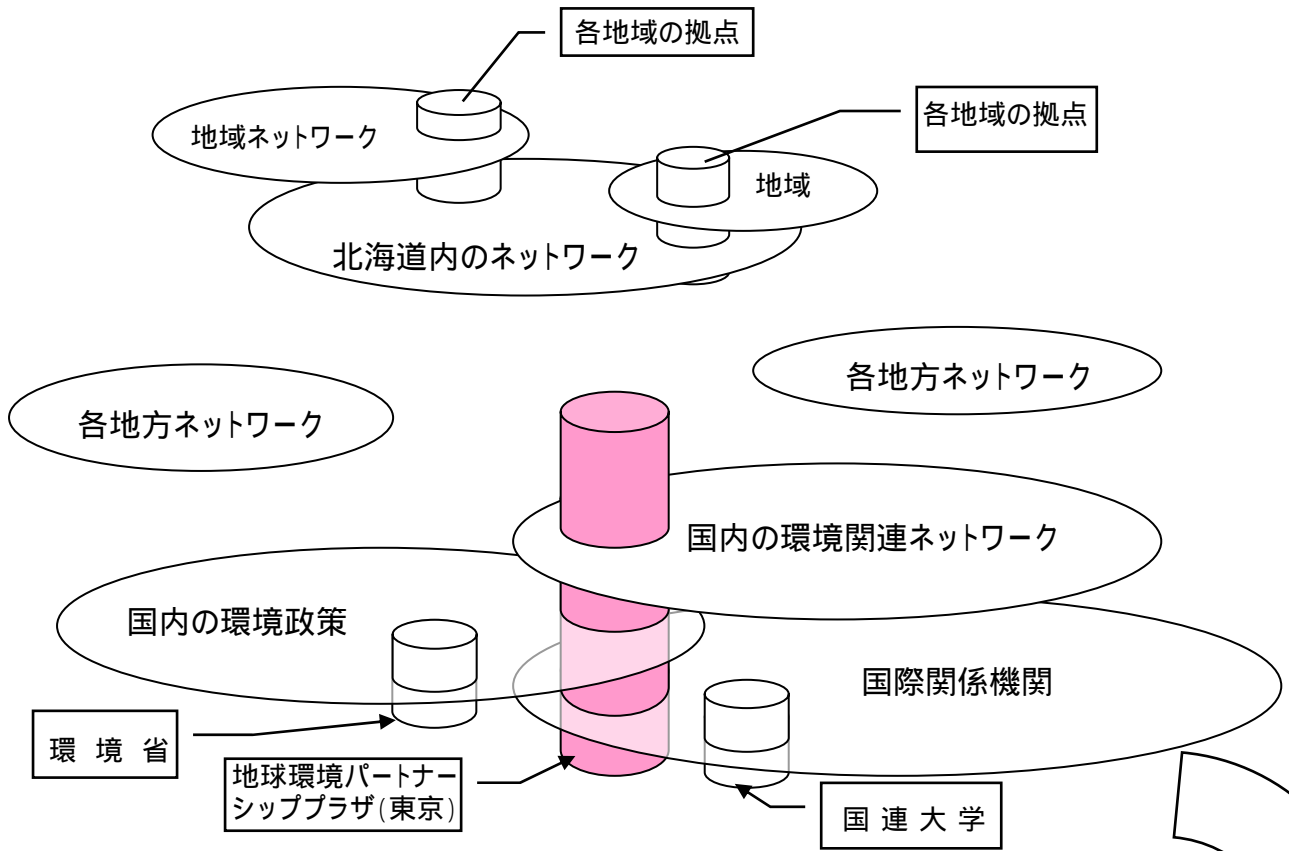 各地域の拠点
各地域の拠点
地域ネットワーク
地域
北海道内のネットワーク
各地方ネットワーク
各地方ネットワーク
国内の環境関連ネットワーク
国内の環境政策
国際関係機関
環 境 省
地球環境パートナー
シッププラザ(東京)
国 連 大 学